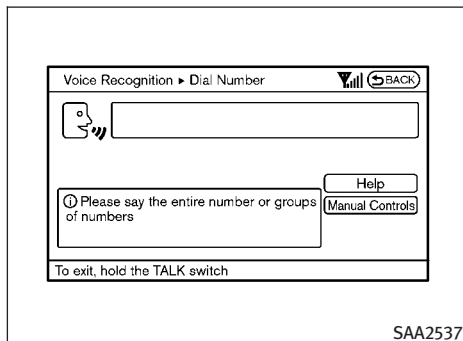 Voice Recognition ▸ Dial Number
BACK
Help
Please say the entire number or groups
of numbers
Manual Controls
To exit, hold the TALK switch
SAA2537